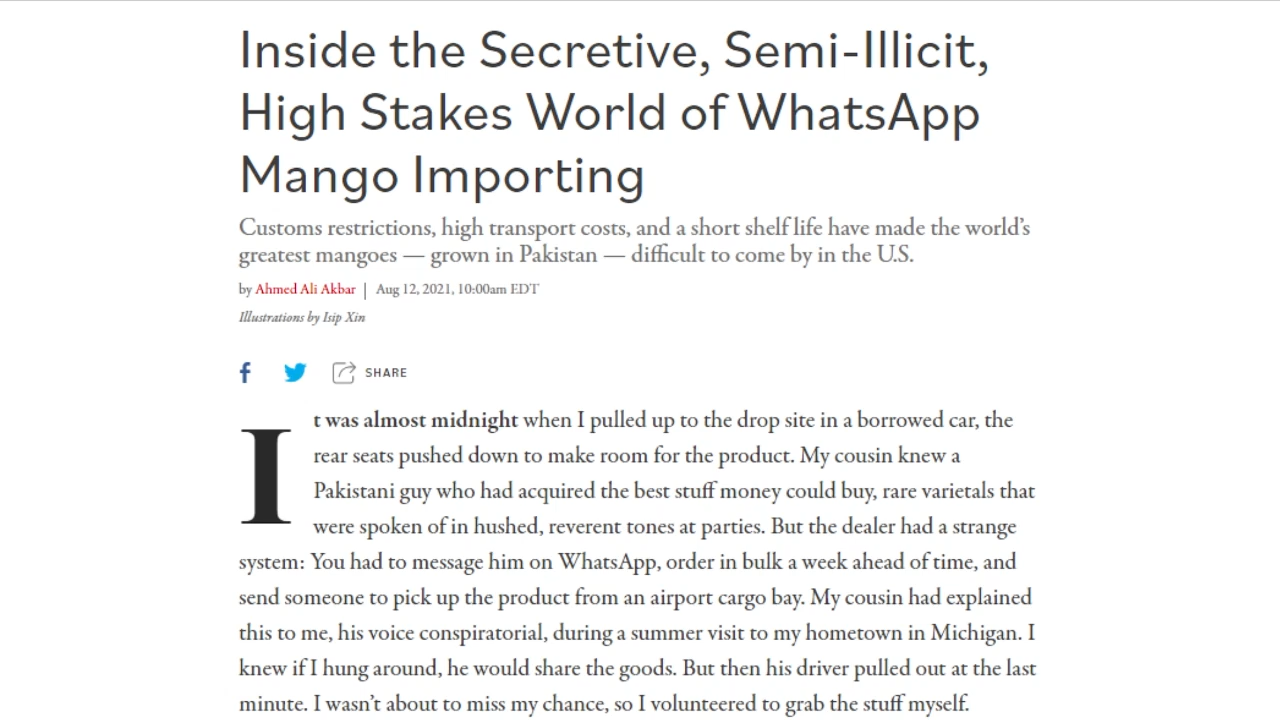 Inside the Secretive, Semi-Illicit,
High Stakes World of WhatsApp
Mango Importing
Customs restrictions, high transport costs, and a short shelf life have made the world’s
greatest mangoes — grown in Pakistan — difficult to come by in the U.S.
by Ahmed Ali Akbar | Aug 12, 2021, 10:00am EDT
Illustrations by Isip Xin
SHARE
It was almost midnight when I pulled up to the drop site in a borrowed car, the
rear seats pushed down to make room for the product. My cousin knew a
Pakistani guy who had acquired the best stuff money could buy, rare varietals that
were spoken of in hushed, reverent tones at parties. But the dealer had a strange
system: You had to message him on WhatsApp, order in bulk a week ahead of time, and
send someone to pick up the product from an airport cargo bay. My cousin had explained
this to me, his voice conspiratorial, during a summer visit to my hometown in Michigan. I
knew if I hung around, he would share the goods. But then his driver pulled out at the last
minute. I wasn’t about to miss my chance, so I volunteered to grab the stuff myself.